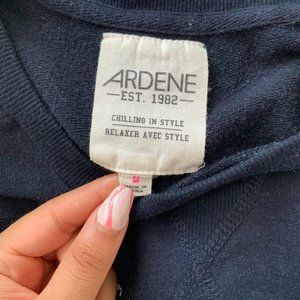 ARDENE
EST. 1982
CHILLING IN STYLE
RELAXER AVEC STYLE
M
MADE IN